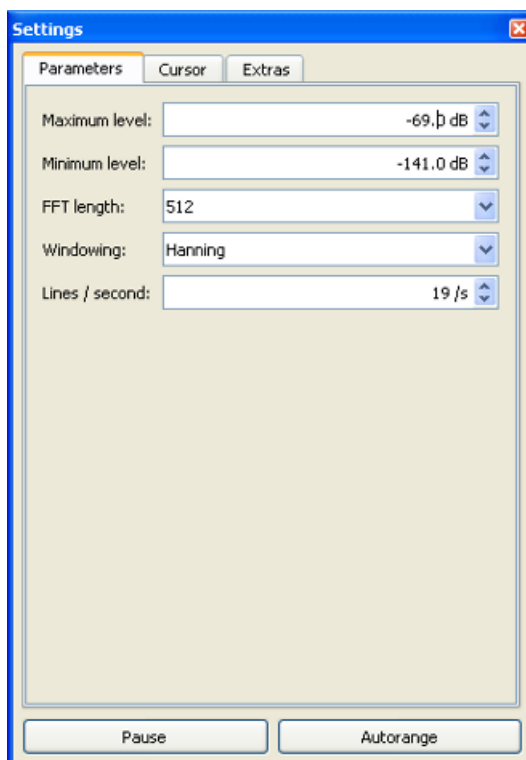 Settings
Parameters Cursor Extras
Maximum level: -69.0 dB
Minimum level: -141.0 dB
FFT length: 512
Windowing: Hanning
Lines / second: 19 /s
Pause Autorange